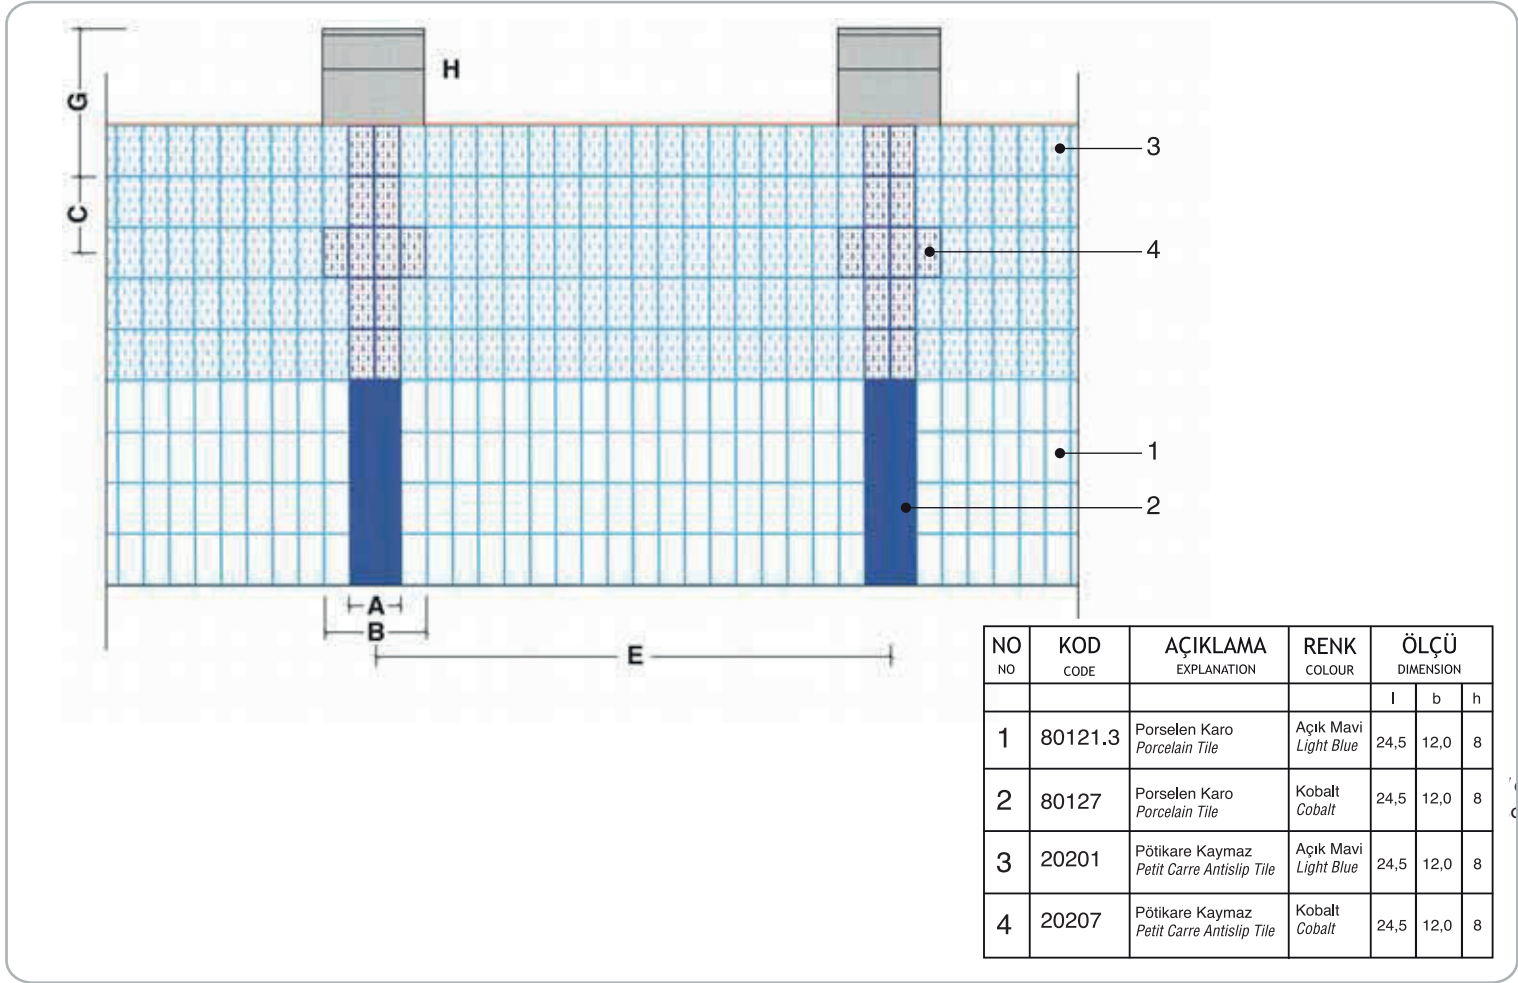 H
G
C
3
4
1
2
A
B
E
NO KOD AÇIKLAMA RENK ÖLÇÜ
NO CODE EXPLANATION COLOUR DIMENSION
l b h
1 80121.3 Porselen Karo Açık Mavi 24,5 12,0 8
Porcelain Tile Light Blue
2 80127 Porselen Karo Kobalt 24,5 12,0 8
Porcelain Tile Cobalt
3 20201 Pötikare Kaymaz Açık Mavi 24,5 12,0 8
Petit Carre Antislip Tile Light Blue
4 20207 Pötikare Kaymaz Kobalt 24,5 12,0 8
Petit Carre Antislip Tile Cobalt